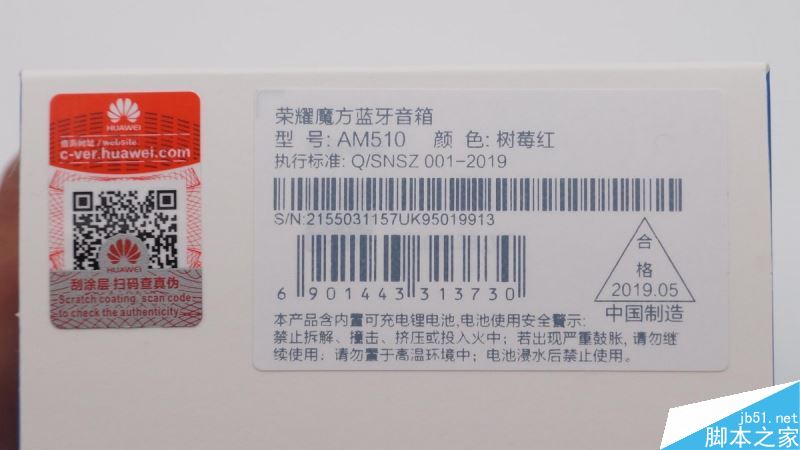 HUAWEI
查询网址/webSite
c-ver.huawei.com
HUAWEI
刮涂层 扫码查真伪
Scratch coating, scan code
to check the authenticity
荣耀魔方蓝牙音箱
型 号: AM510 颜 色: 树莓红
执行标准: Q/SNSZ 001-2019
S/N:2155031157UK95019913
6 901443 313730
合
格
2019.05
中国制造
本产品含内置可充电锂电池,电池使用安全警示:
禁止拆解、撞击、挤压或投入火中; 若出现严重鼓胀, 请勿继
续使用; 请勿置于高温环境中; 电池浸水后禁止使用。
jb51.net
脚本之家